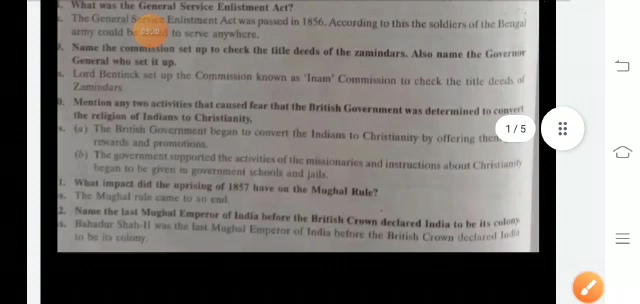 . What was the General Service Enlistment Act?
s. The General Service Enlistment Act was passed in 1856. According to this the soldiers of the Bengal
army could be to serve anywhere.
9. Name the commission set up to check the title deeds of the zamindars. Also name the Governor
General who set it up.
s. Lord Bentinck set up the Commission known as 'Inam' Commission to check the title deeds of
Zamindars.
0. Mention any two activities that caused fear that the British Government was determined to convert
the religion of Indians to Christianity.
s. (a) The British Government began to convert the Indians to Christianity by offering them
rewards and promotions.
(b) The government supported the activities of the missionaries and instructions about Christianity
began to be given in government schools and jails.
1. What impact did the uprising of 1857 have on the Mughal Rule?
s. The Mughal rule came to an end.
2. Name the last Mughal Emperor of India before the British Crown declared India to be its colony.
s. Bahadur Shah-II was the last Mughal Emperor of India before the British Crown declared India
to be its colony.
1 / 5